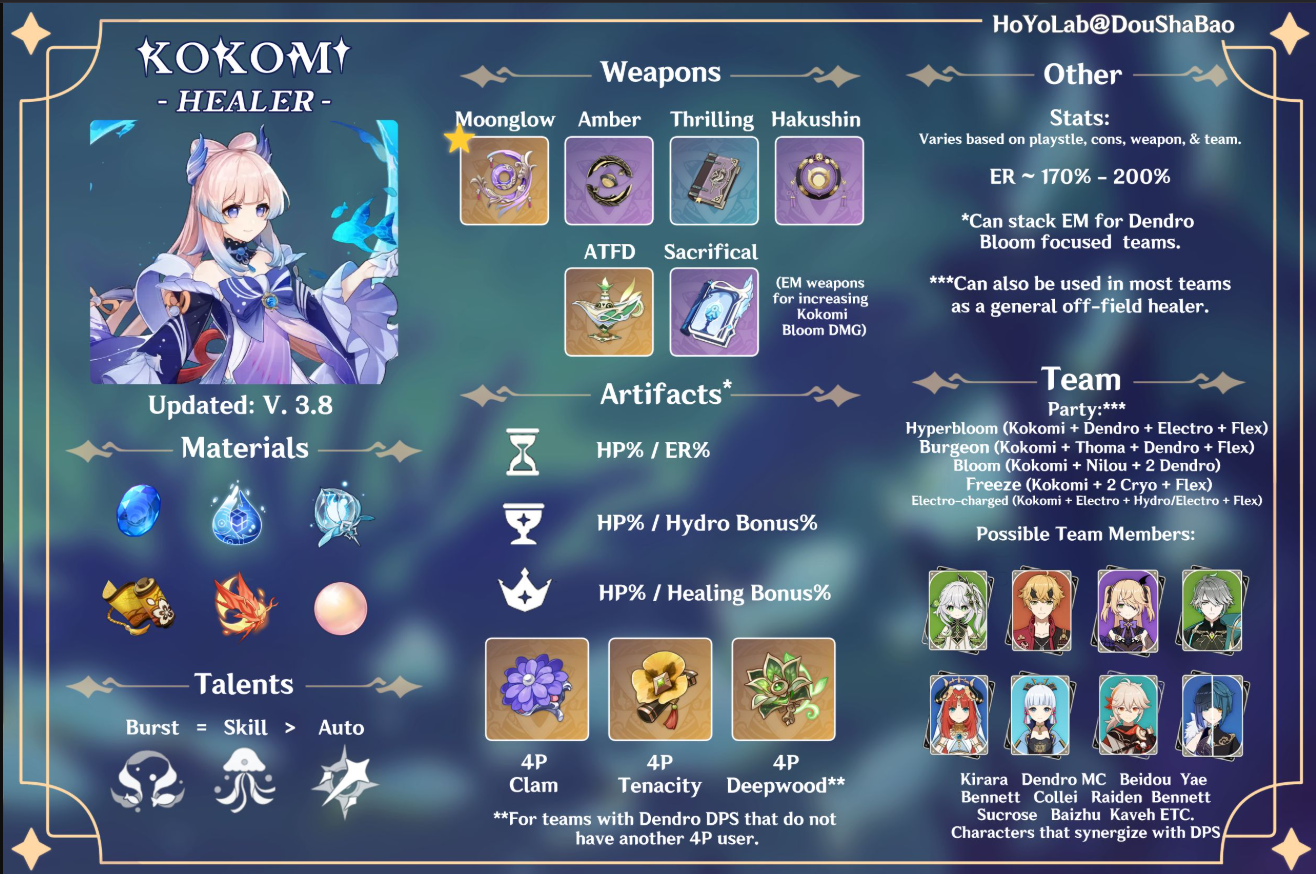 HoYoLab@DouShaBao
KOKOMI
- HEALER -
Updated: V. 3.8
Materials
Talents
Burst = Skill > Auto
Weapons
Moonglow Amber Thrilling Hakushin
ATFD Sacrifical
(EM weapons
for increasing
Kokomi
Bloom DMG)
Artifacts*
HP% / ER%
HP% / Hydro Bonus%
HP% / Healing Bonus%
4P
Clam
4P
Tenacity
4P
Deepwood**
**For teams with Dendro DPS that do not
have another 4P user.
Other
Stats:
Varies based on playstle, cons, weapon, & team.
ER ~ 170% - 200%
*Can stack EM for Dendro
Bloom focused teams.
***Can also be used in most teams
as a general off-field healer.
Team
Party:***
Hyperbloom (Kokomi + Dendro + Electro + Flex)
Burgeon (Kokomi + Thoma + Dendro + Flex)
Bloom (Kokomi + Nilou + 2 Dendro)
Freeze (Kokomi + 2 Cryo + Flex)
Electro-charged (Kokomi + Electro + Hydro/Electro + Flex)
Possible Team Members:
Kirara Dendro MC Beidou Yae
Bennett Collei Raiden Bennett
Sucrose Baizhu Kaveh ETC.
Characters that synergize with DPS